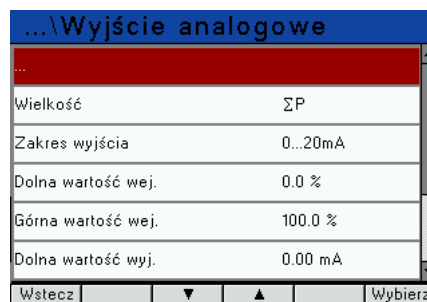 ...\Wyjście analogowe
...
Wielkość ΣP
Zakres wyjścia 0...20mA
Dolna wartość wej. 0.0 %
Górna wartość wej. 100.0 %
Dolna wartość wyj. 0.00 mA
Wstecz ▼ ▲ Wybierz